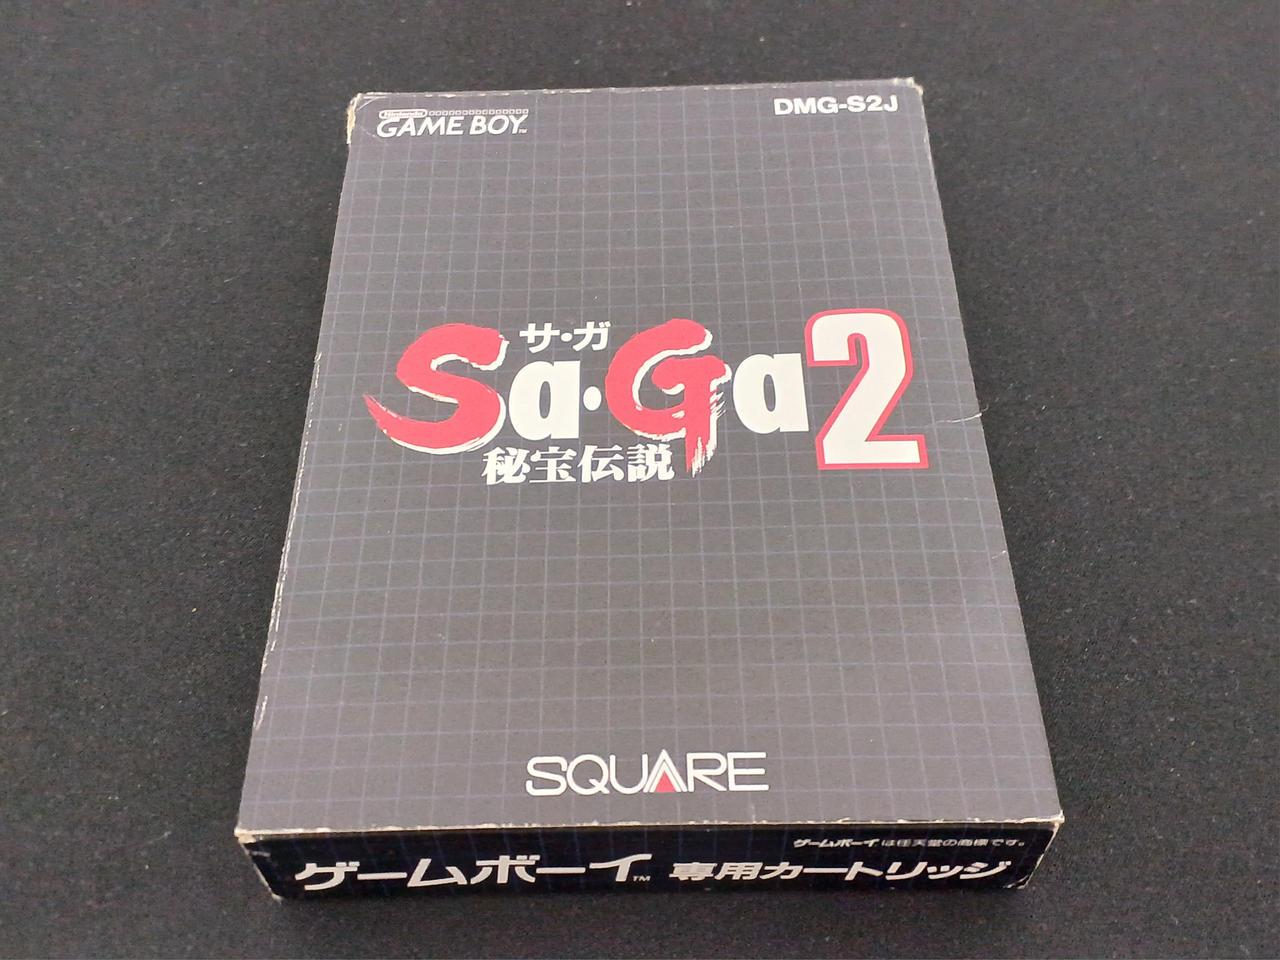 Nintendo
GAME BOY™
DMG-S2J
サ・ガ
Sa・Ga2
秘宝伝説
SQUARE
ゲームボーイは任天堂の商標です。
ゲームボーイ™ 専用カートリッジ